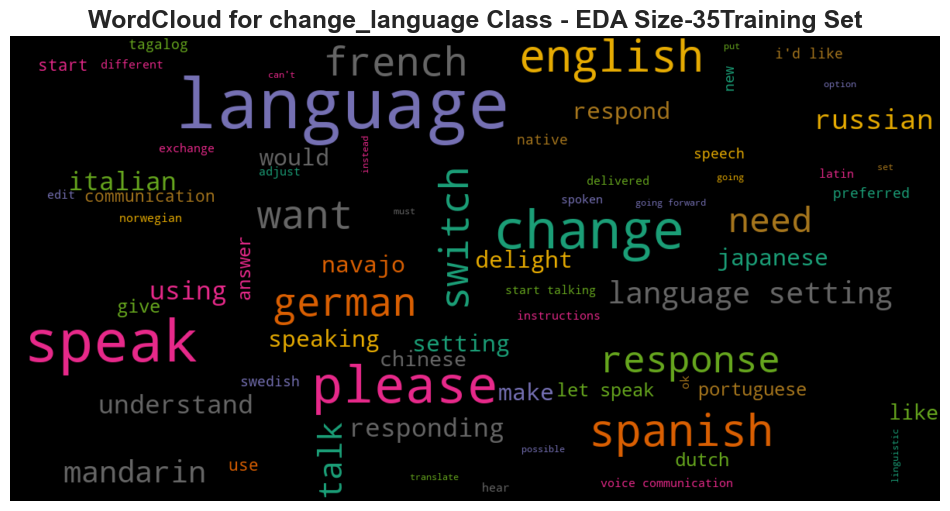 WordCloud for change_language Class - EDA Size-35Training Set
tagalog
put
start
different
french
english
i'd like
can't
new
option
language
respond
russian
native
exchange
would
instead
speech
adjust
italian
switch
delivered
going
latin
set
edit
communication
spoken
going forward
preferred
norwegian
want
must
change
need
answer
navajo
delight
japanese
using
start talking
language setting
give
german
instructions
speak
speaking
setting
chinese
response
swedish
please
make
let speak
ok
portuguese
understand
talk
responding
spanish
like
possible
linguistic
mandarin
use
dutch
translate
hear
voice communication